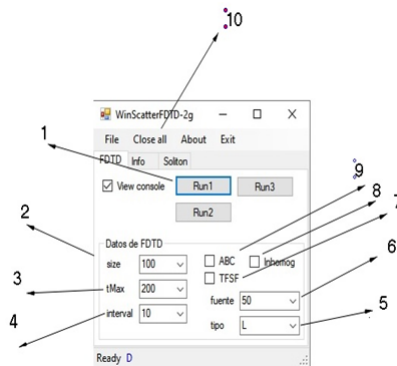 10
WinScatterFDTD-2g
File Close all About Exit
1
FDTD Info Soliton
View console Run1 Run3
Run2
9
8
7
2
Datos de FDTD
size 100 ABC Inhomog
6
TFSF
3
tMax 200
fuente 50
4
interval 10
5
tipo L
Ready D